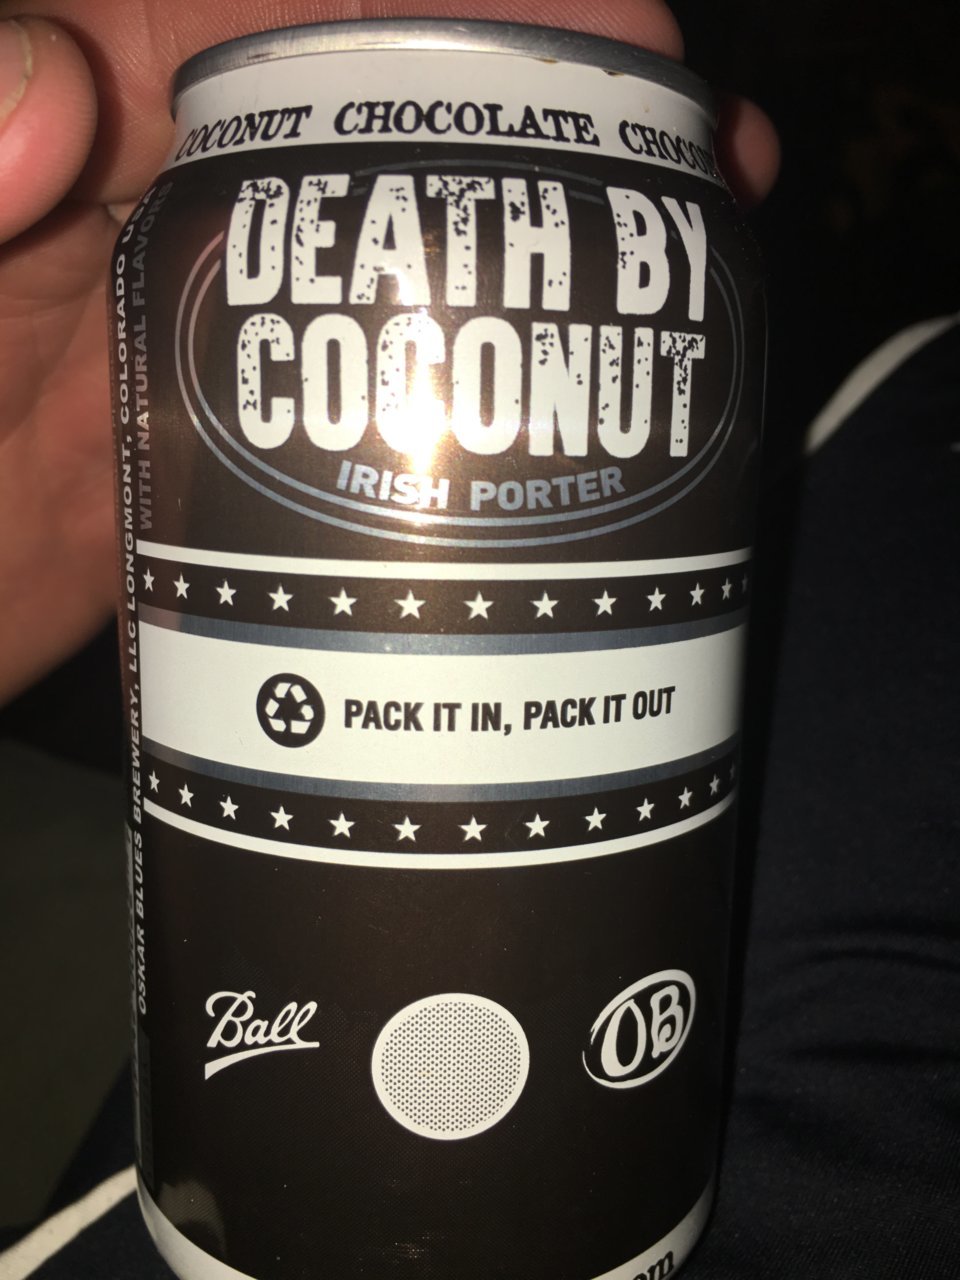 COCONUT CHOCOLATE
DEATH BY
COCONUT
IRISH PORTER
PACK IT IN, PACK IT OUT
Ball
OB
WITH NATURAL FLAVORS
OSKAR BLUES BREWERY, LLC LONGMONT, COLORADO USA